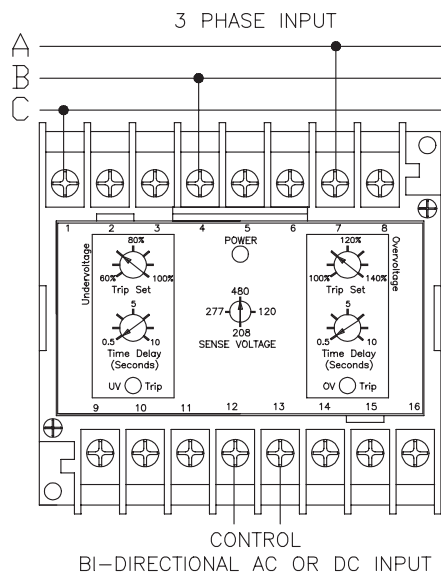 3 PHASE INPUT
A
B
C
1 2 3 4 5 6 7 8
Undervoltage
80%
60% 100%
Trip Set
5
0.5 10
Time Delay
(Seconds)
UV Trip
POWER
480
277 120
208
SENSE VOLTAGE
Overvoltage
120%
100% 140%
Trip Set
5
0.5 10
Time Delay
(Seconds)
OV Trip
9 10 11 12 13 14 15 16
CONTROL
BI-DIRECTIONAL AC OR DC INPUT